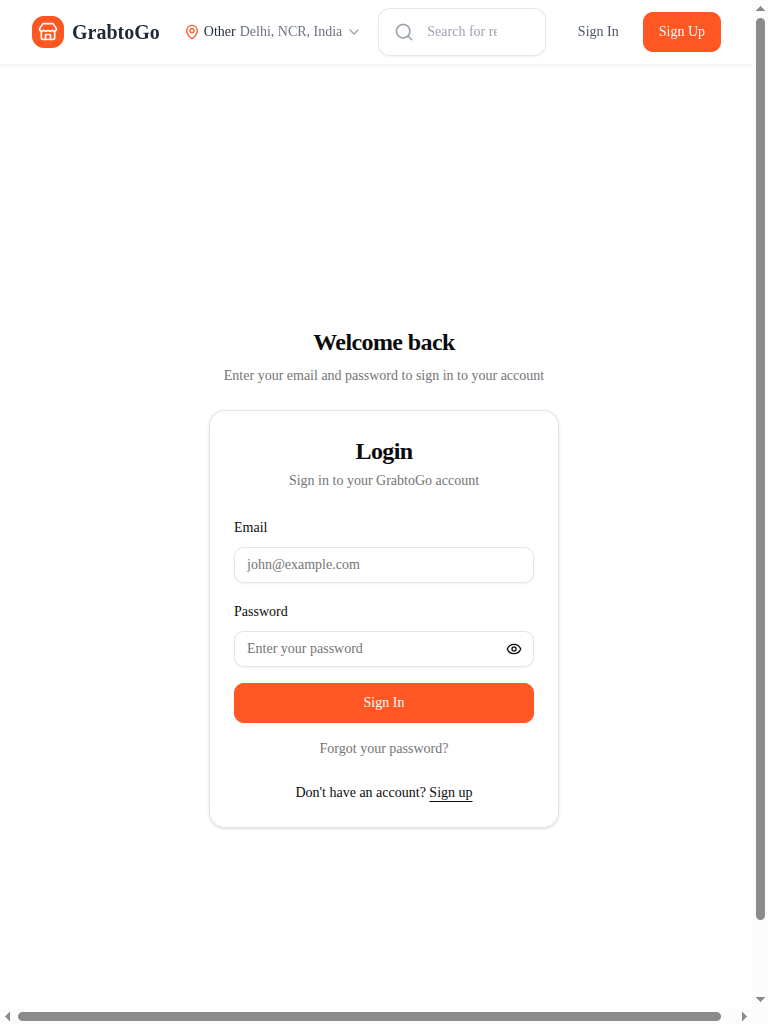 GrabtoGo
Other Delhi, NCR, India
Search for re
Sign In
Sign Up
Welcome back
Enter your email and password to sign in to your account
Login
Sign in to your GrabtoGo account
Email
john@example.com
Password
Enter your password
Sign In
Forgot your password?
Don't have an account? Sign up